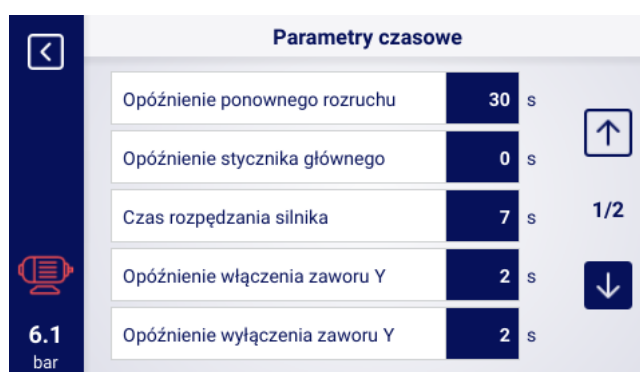 Parametry czasowe
Opóźnienie ponownego rozruchu 30 s
Opóźnienie stycznika głównego 0 s
Czas rozpędzania silnika 7 s
1/2
Opóźnienie włączenia zaworu Y 2 s
Opóźnienie wyłączenia zaworu Y 2 s
6.1
bar